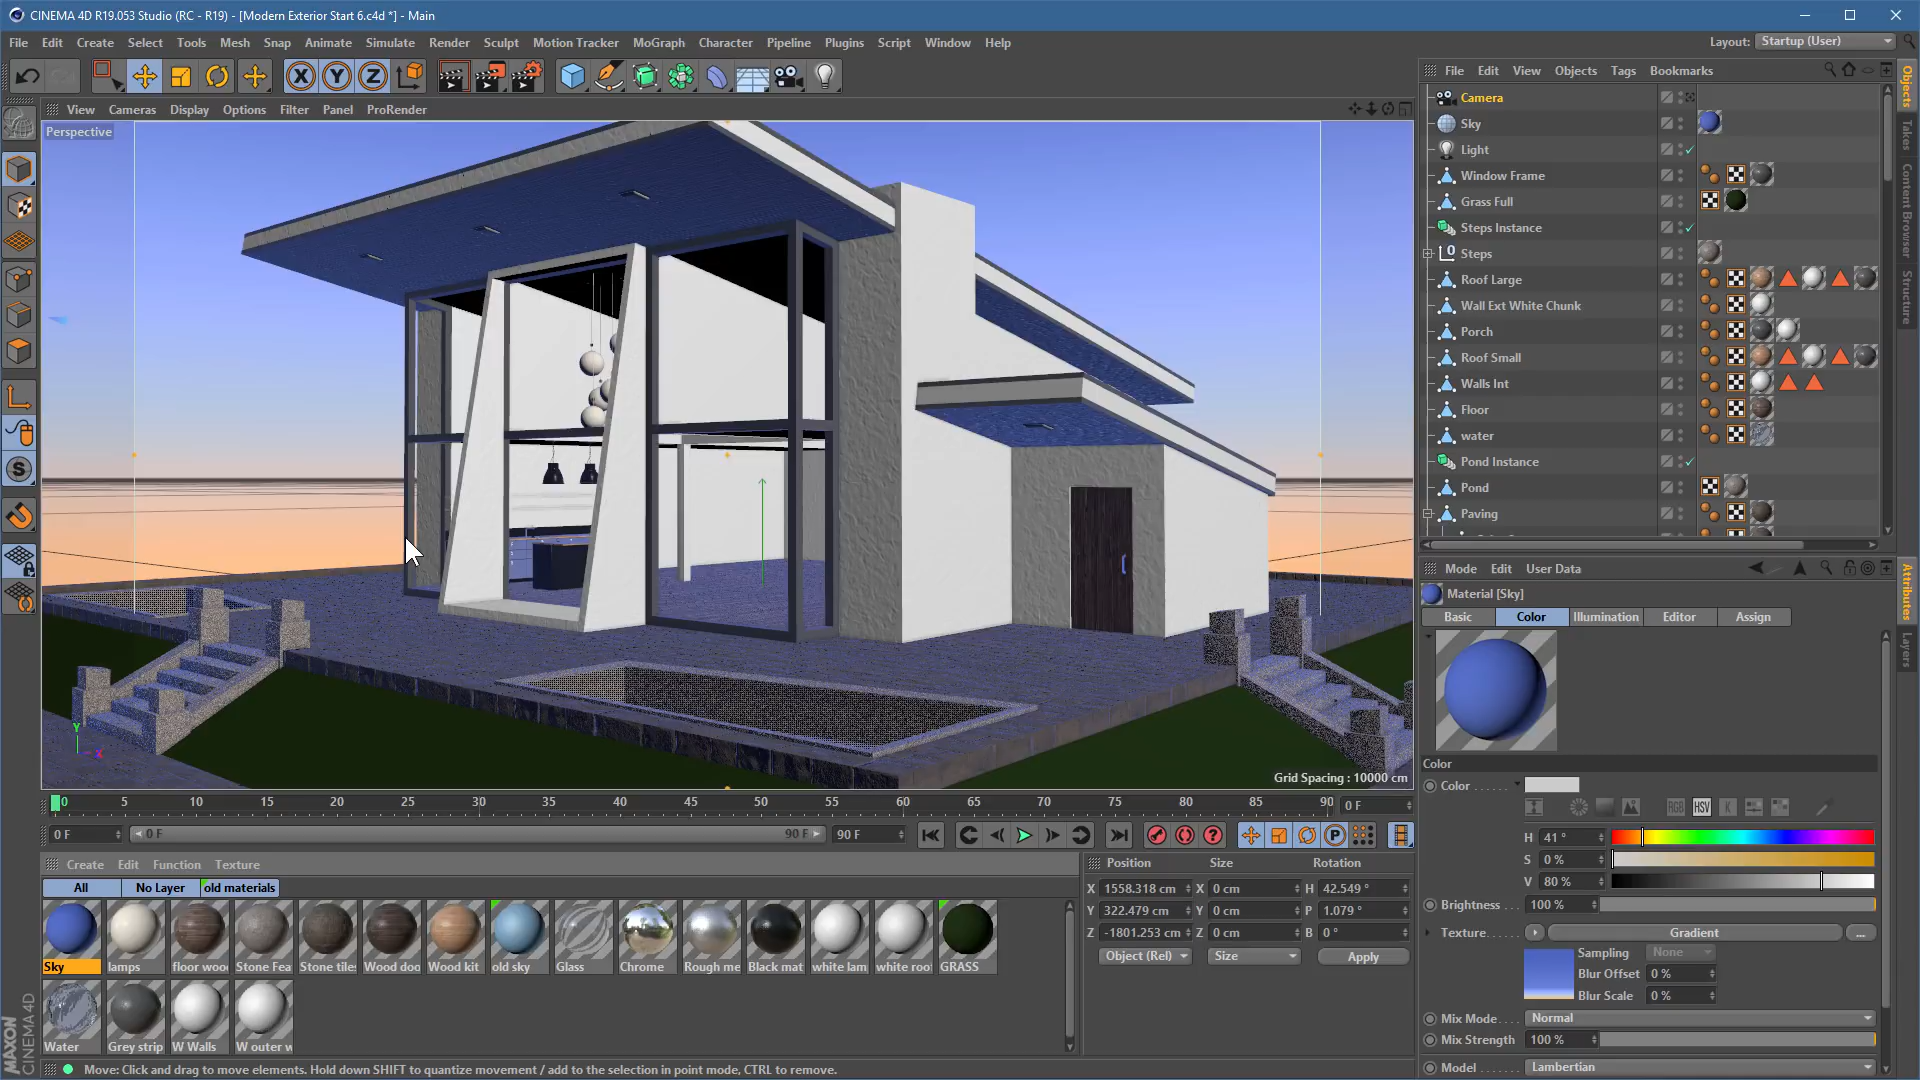 CINEMA 4D R19.053 Studio (RC - R19) - [Modern Exterior Start 6.c4d *] - Main
File Edit Create Select Tools Mesh Snap Animate Simulate Render Sculpt Motion Tracker MoGraph Character Pipeline Plugins Script Window Help
Layout: Startup (User)
X Y Z
File Edit View Objects Tags Bookmarks
View Cameras Display Options Filter Panel ProRender
Perspective
Camera
Sky
Light
Window Frame
Grass Full
Steps Instance
Steps
Roof Large
Wall Ext White Chunk
Porch
Roof Small
Walls Int
Floor
water
Pond Instance
Pond
Paving
Objects
Takes
Content Browser
Structure
Y
X
Grid Spacing : 10000 cm
Mode Edit User Data
Material [Sky]
Basic Color Illumination Editor Assign
Attributes
Layers
Color
Color
RGB HSV K
H 41 °
S 0 %
V 80 %
Brightness 100 %
Texture Gradient ...
Sampling None
Blur Offset 0 %
Blur Scale 0 %
Mix Mode Normal
Mix Strength 100 %
Model Lambertian
0 5 10 15 20 25 30 35 40 45 50 55 60 65 70 75 80 85 90 0 F
0 F 0 F 90 F 90 F
Create Edit Function Texture
All No Layer old materials
Sky lamps floor woo Stone Fea Stone tile Wood doo Wood kit old sky Glass Chrome Rough me Black mat white lam white roo GRASS
Water Grey strip W Walls W outer w
Position Size Rotation
X 1558.318 cm X 0 cm H 42.549 °
Y 322.479 cm Y 0 cm P 1.079 °
Z -1801.253 cm Z 0 cm B 0 °
Object (Rel) Size Apply
MAXON CINEMA 4D
Move: Click and drag to move elements. Hold down SHIFT to quantize movement / add to the selection in point mode, CTRL to remove.